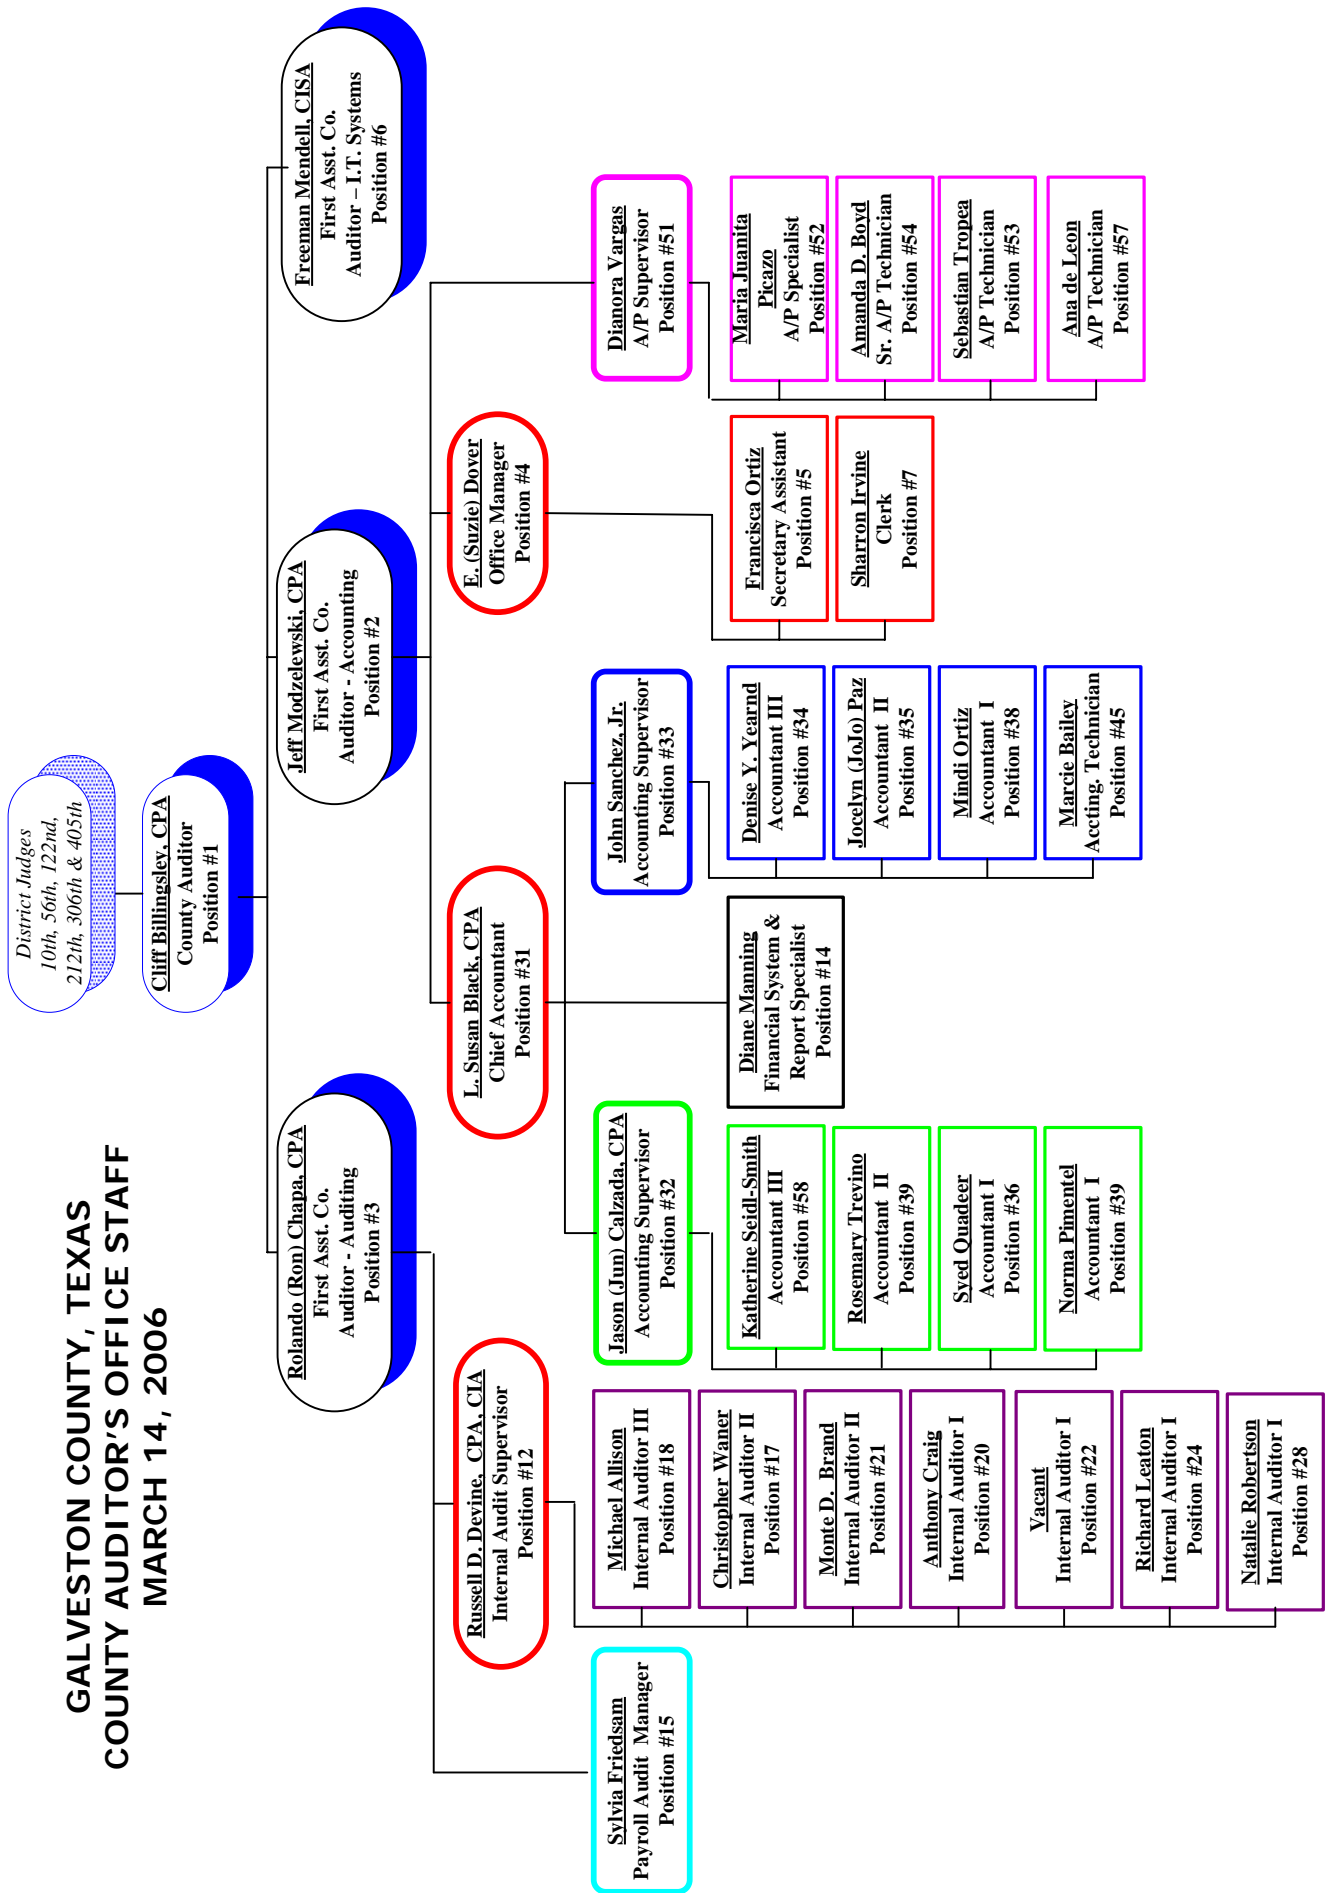 GALVESTON COUNTY, TEXAS
COUNTY AUDITOR'S OFFICE STAFF
MARCH 14, 2006
District Judges
10th, 56th, 122nd,
212th, 306th & 405th
Cliff Billingsley, CPA
County Auditor
Position #1
Rolando (Ron) Chapa, CPA
First Asst. Co.
Auditor - Auditing
Position #3
Jeff Modzelewski, CPA
First Asst. Co.
Auditor - Accounting
Position #2
Freeman Mendell, CISA
First Asst. Co.
Auditor – I.T. Systems
Position #6
Russell D. Devine, CPA, CIA
Internal Audit Supervisor
Position #12
L. Susan Black, CPA
Chief Accountant
Position #31
E. (Suzie) Dover
Office Manager
Position #4
Sylvia Friedsam
Payroll Audit Manager
Position #15
Michael Allison
Internal Auditor III
Position #18
Christopher Waner
Internal Auditor II
Position #17
Monte D. Brand
Internal Auditor II
Position #21
Anthony Craig
Internal Auditor I
Position #20
Vacant
Internal Auditor I
Position #22
Richard Leaton
Internal Auditor I
Position #24
Natalie Robertson
Internal Auditor I
Position #28
Jason (Jun) Calzada, CPA
Accounting Supervisor
Position #32
Katherine Seidl-Smith
Accountant III
Position #58
Rosemary Trevino
Accountant II
Position #39
Syed Quadeer
Accountant I
Position #36
Norma Pimentel
Accountant I
Position #39
Diane Manning
Financial System &
Report Specialist
Position #14
John Sanchez, Jr.
Accounting Supervisor
Position #33
Denise Y. Yearnd
Accountant III
Position #34
Jocelyn (JoJo) Paz
Accountant II
Position #35
Mindi Ortiz
Accountant I
Position #38
Marcie Bailey
Accting. Technician
Position #45
Francisca Ortiz
Secretary Assistant
Position #5
Sharron Irvine
Clerk
Position #7
Dianora Vargas
A/P Supervisor
Position #51
Maria Juanita
Picazo
A/P Specialist
Position #52
Amanda D. Boyd
Sr. A/P Technician
Position #54
Sebastian Tropea
A/P Technician
Position #53
Ana de Leon
A/P Technician
Position #57